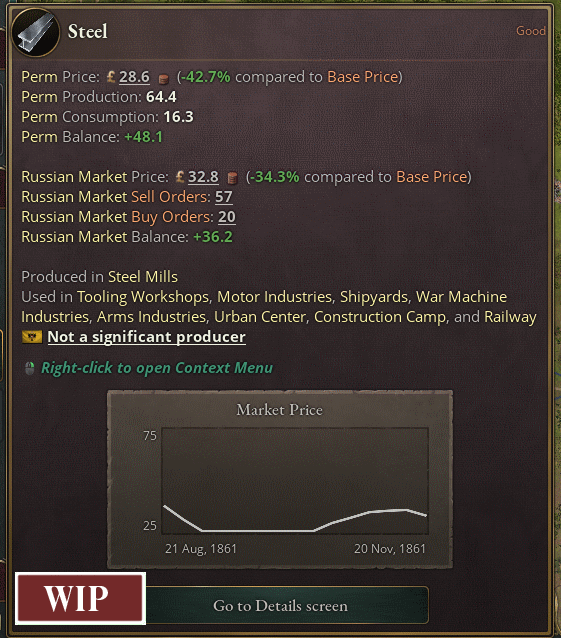 Steel
Good
Perm Price: £28.6 (-42.7% compared to Base Price)
Perm Production: 64.4
Perm Consumption: 16.3
Perm Balance: +48.1
Russian Market Price: £32.8 (-34.3% compared to Base Price)
Russian Market Sell Orders: 57
Russian Market Buy Orders: 20
Russian Market Balance: +36.2
Produced in Steel Mills
Used in Tooling Workshops, Motor Industries, Shipyards, War Machine
Industries, Arms Industries, Urban Center, Construction Camp, and Railway
Not a significant producer
Right-click to open Context Menu
Market Price
75
25
21 Aug, 1861
20 Nov, 1861
WIP
Go to Details screen